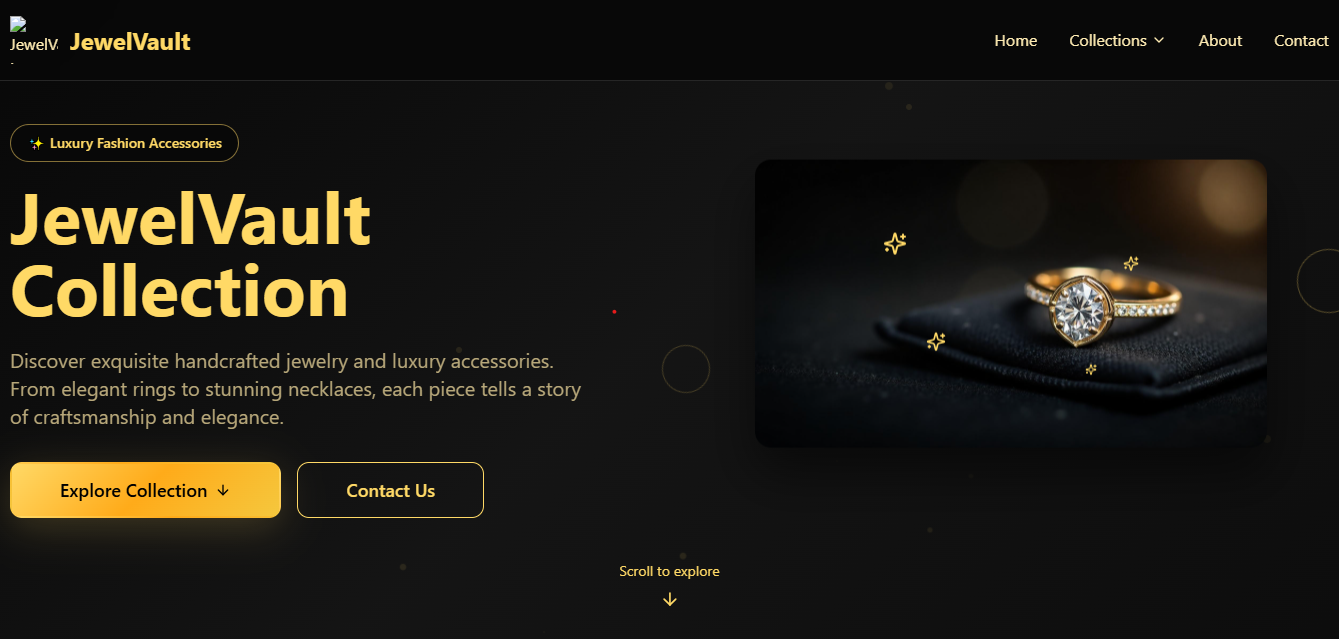 JewelVault
Home
Collections
About
Contact
✨ Luxury Fashion Accessories
JewelVault
Collection
Discover exquisite handcrafted jewelry and luxury accessories.
From elegant rings to stunning necklaces, each piece tells a story
of craftsmanship and elegance.
Explore Collection ↓
Contact Us
Scroll to explore
↓